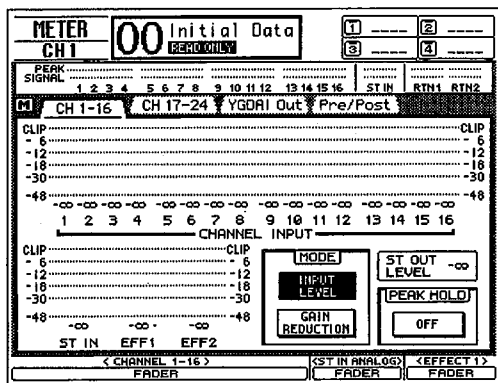 METER
CH1
00 Initial Data
READ ONLY
1 ----
2 ----
3 ----
4 ----
PEAK
SIGNAL
1 2 3 4 5 6 7 8 9 10 11 12 13 14 15 16 ST IN RTN1 RTN2
M CH 1-16 CH 17-24 YGDAI Out Pre/Post
CLIP CLIP
- 6 - 6
-12 -12
-18 -18
-30 -30
-48 -48
-∞ -∞ -∞ -∞ -∞ -∞ -∞ -∞ -∞ -∞ -∞ -∞ -∞ -∞ -∞ -∞
1 2 3 4 5 6 7 8 9 10 11 12 13 14 15 16
CHANNEL INPUT
CLIP CLIP
- 6 - 6
-12 -12
-18 -18
-30 -30
-48 -48
-∞ -∞ -∞
ST IN EFF1 EFF2
MODE
INPUT
LEVEL
GAIN
REDUCTION
ST OUT
LEVEL -∞
PEAK HOLD
OFF
< CHANNEL 1-16 > <ST IN ANALOG> <EFFECT 1>
FADER FADER FADER